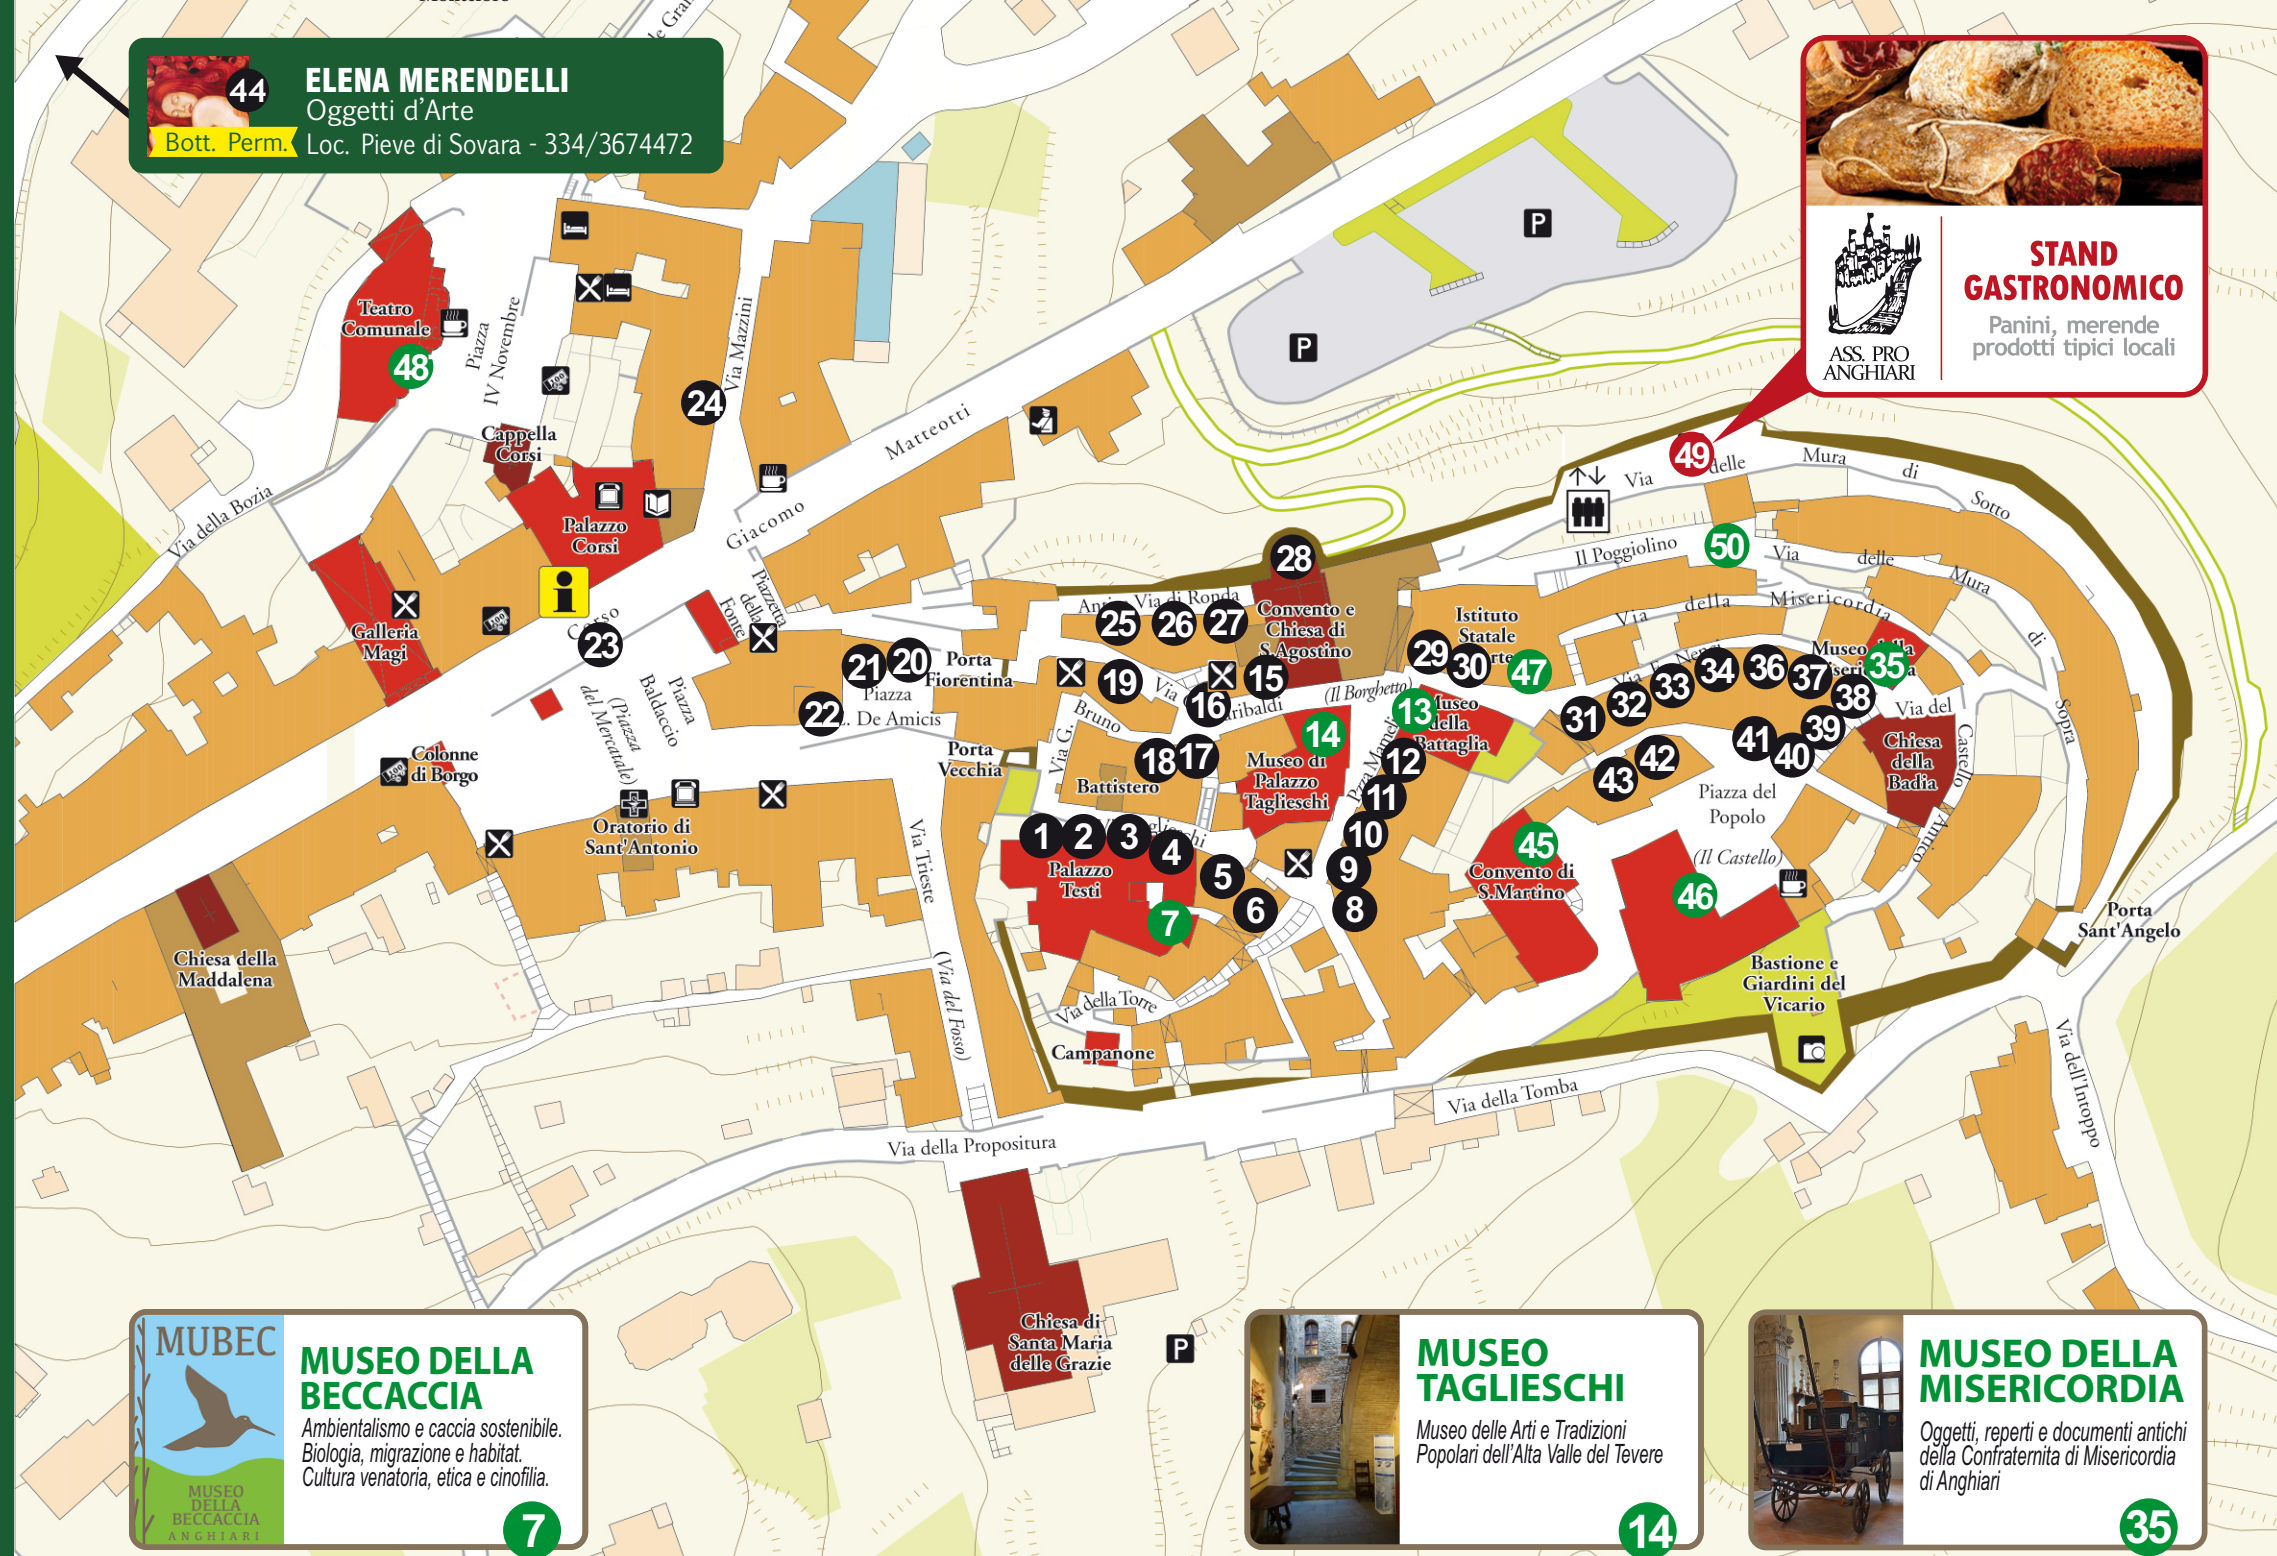 44
ELENA MERENDELLI
Oggetti d'Arte
Bott. Perm.
Loc. Pieve di Sovara - 334/3674472
STAND
GASTRONOMICO
Panini, merende
prodotti tipici locali
ASS. PRO
ANGHIARI
Teatro
Comunale
48
Piazza
IV Novembre
Via Mazzini
24
Cappella
Corsi
Palazzo
Corsi
Via della Bozia
Galleria
Magi
i
Corso
23
Giacomo
Matteotti
P
P
Piazzetta
della
Fonte
Piazza
Baldaccio
(Piazza
del Mercatale)
21
20
22
Piazza
. De Amicis
Porta
Fiorentina
Porta
Vecchia
Colonne
di Borgo
Oratorio di
Sant'Antonio
Chiesa della
Maddalena
Via Trieste
(Via del Fosso)
Via di Ronda
25
26
27
28
Convento e
Chiesa di
S.Agostino
19
Via
16
15
(Il Borghetto)
Via G.
Bruno
18
17
14
Battistero
Museo di
Palazzo
Taglieschi
1
2
3
4
5
6
7
Palazzo
Testi
8
9
10
11
12
13
Museo
della
Battaglia
Via della Torre
Campanone
Istituto
Statale
29
30
47
49
Via
delle
Mura
di
Sotto
Il Poggiolino
50
Via
delle
Mura
di
Sopra
Via
della
Misericordia
35
31
32
33
34
36
37
38
39
40
41
42
43
Via del
Castello
Antico
Chiesa
della
Badia
Piazza del
Popolo
(Il Castello)
45
Convento di
S.Martino
46
Bastione e
Giardini del
Vicario
Porta
Sant'Angelo
Via dell'Intoppo
Via della Tomba
Via della Propositura
Chiesa di
Santa Maria
delle Grazie
P
MUBEC
MUSEO
DELLA
BECCACCIA
ANGHIARI
MUSEO DELLA
BECCACCIA
Ambientalismo e caccia sostenibile.
Biologia, migrazione e habitat.
Cultura venatoria, etica e cinofilia.
7
MUSEO
TAGLIESCHI
Museo delle Arti e Tradizioni
Popolari dell'Alta Valle del Tevere
14
MUSEO DELLA
MISERICORDIA
Oggetti, reperti e documenti antichi
della Confraternita di Misericordia
di Anghiari
35